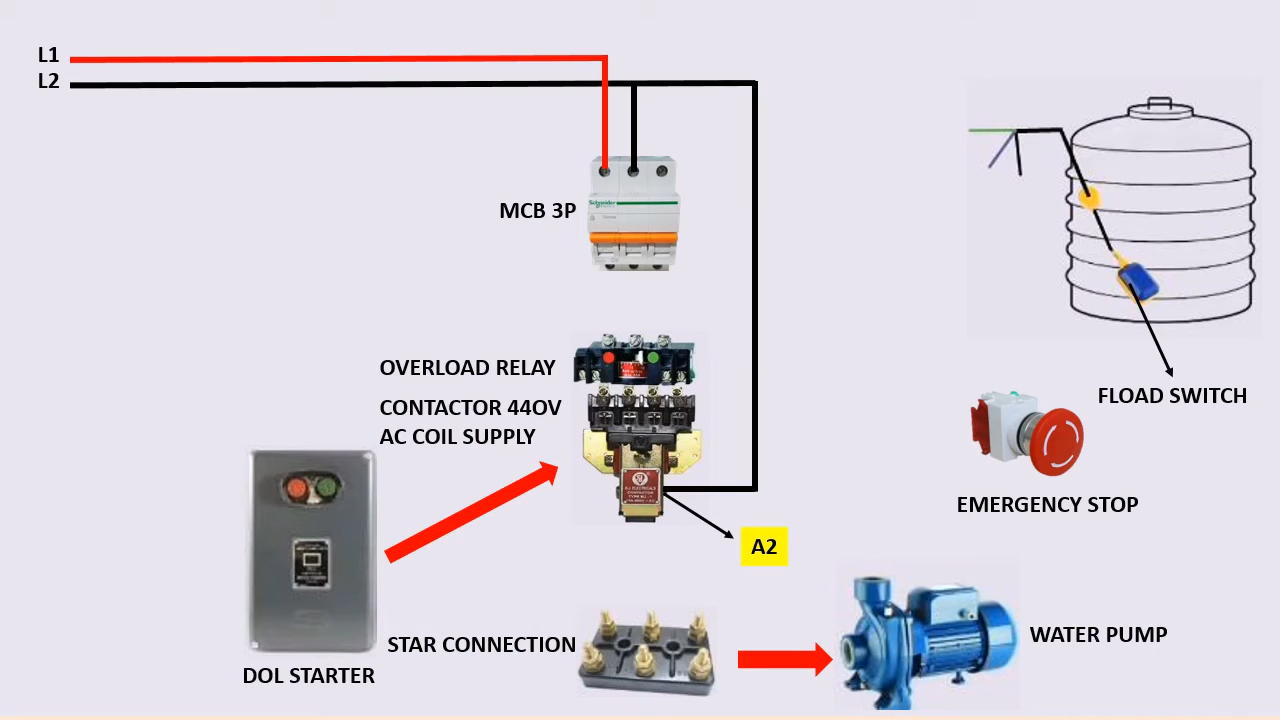 L1
L2
MCB 3P
Schneider
OVERLOAD RELAY
CONTACTOR 44OV
AC COIL SUPPLY
FLOAD SWITCH
EMERGENCY STOP
A2
STAR CONNECTION
WATER PUMP
DOL STARTER